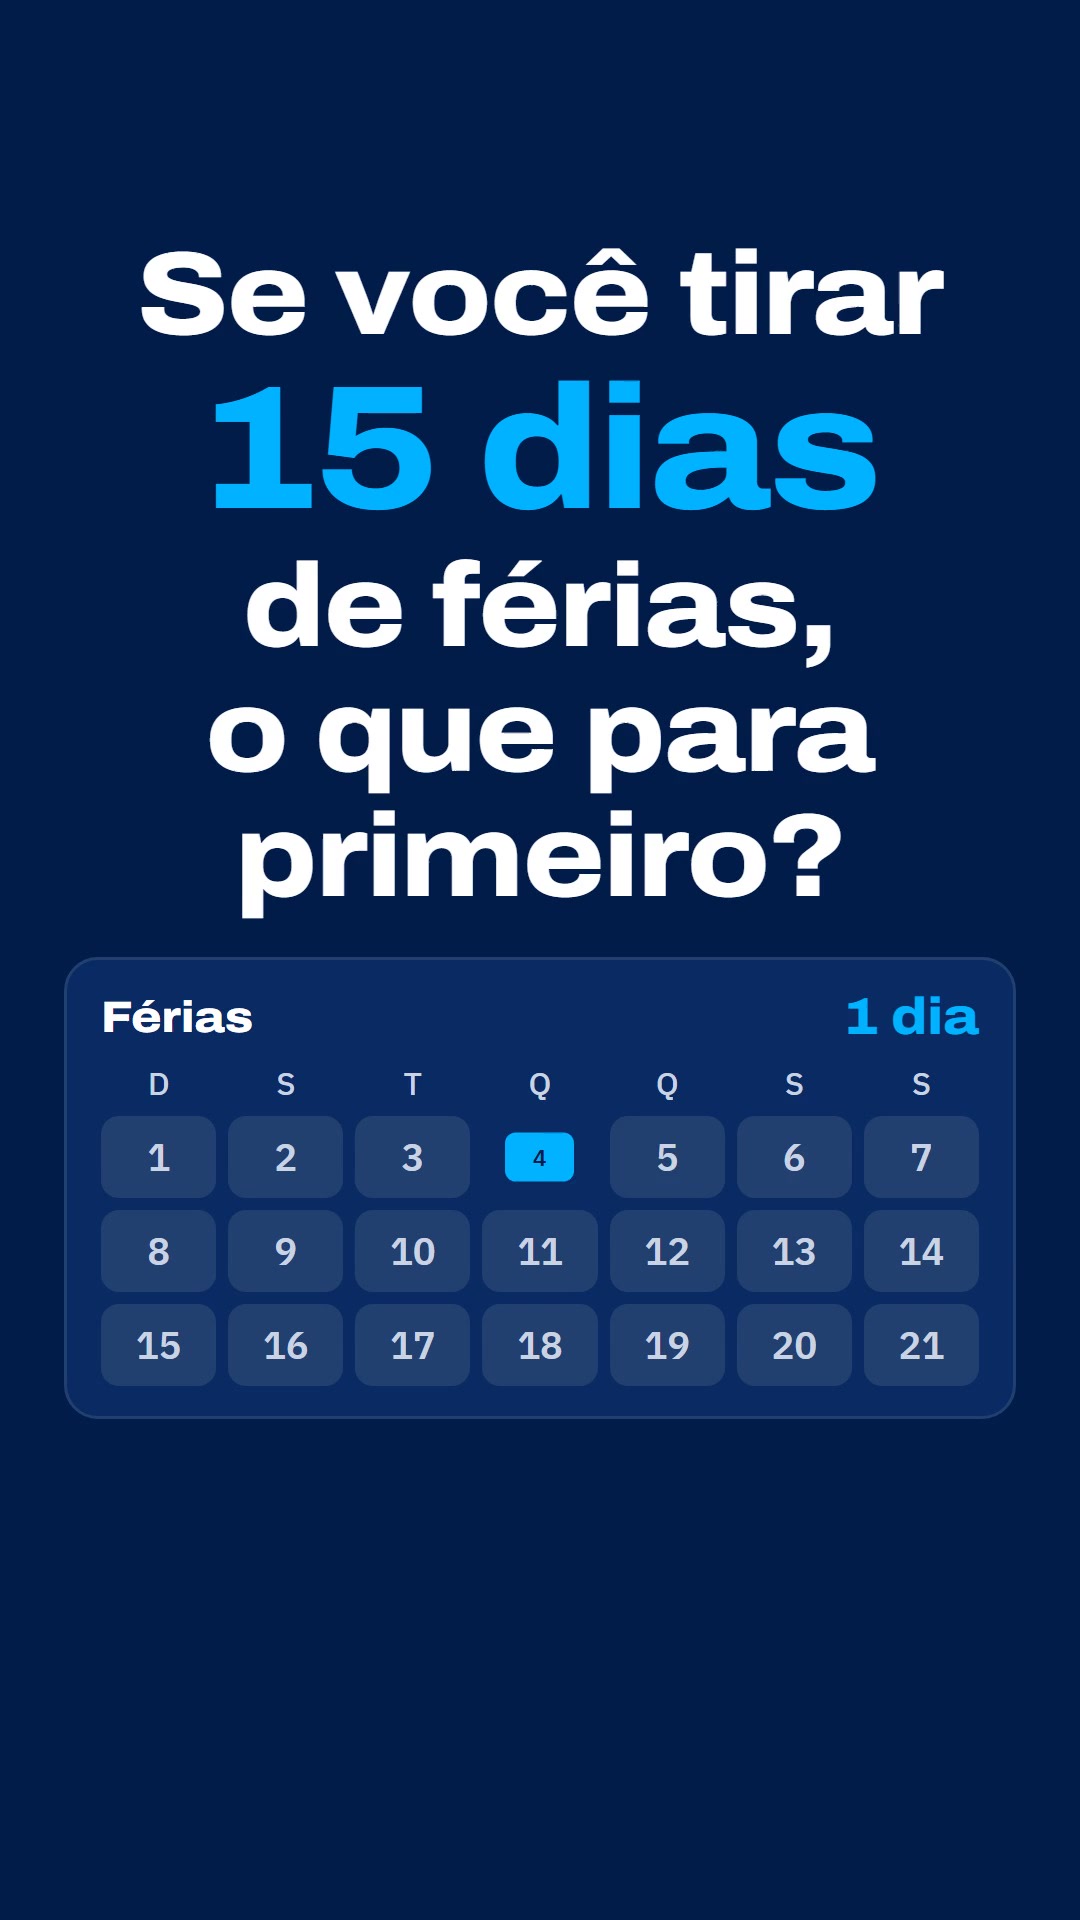 Se você tirar
15 dias
de férias,
o que para
primeiro?
Férias 1 dia
D S T Q Q S S
1 2 3 4 5 6 7
8 9 10 11 12 13 14
15 16 17 18 19 20 21